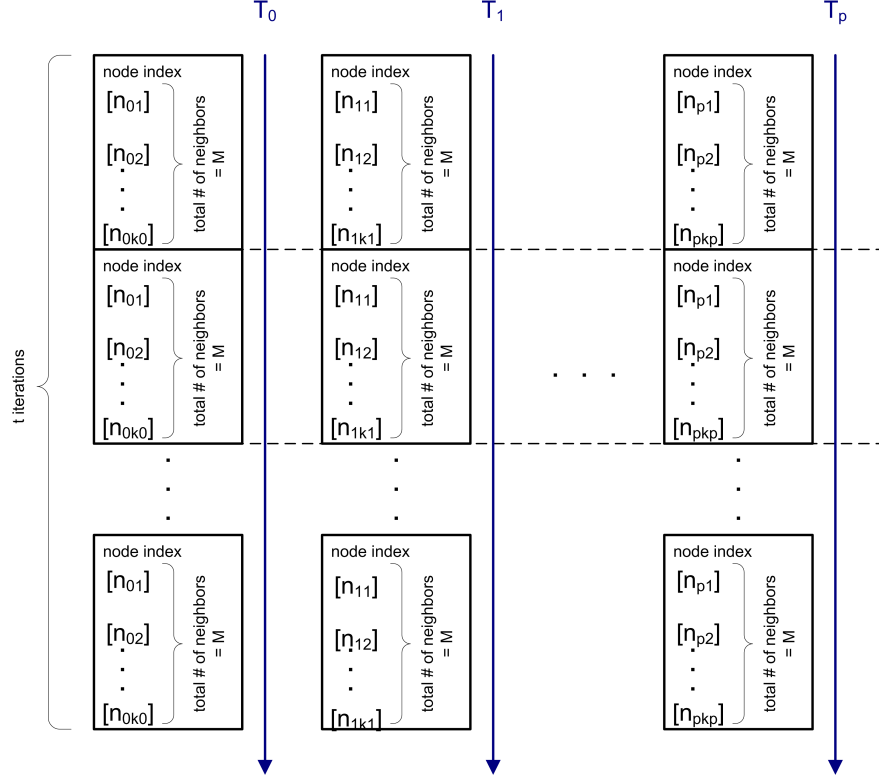 T0 T1 Tp
node index node index node index
[n01] [n11] [np1]
[n02] [n12] [np2]
[n0k0] [n1k1] [npkp]
total # of neighbors = M total # of neighbors = M total # of neighbors = M
node index node index node index
[n01] [n11] [np1]
[n02] [n12] [np2]
. . .
[n0k0] [n1k1] [npkp]
total # of neighbors = M total # of neighbors = M total # of neighbors = M
t iterations
node index node index node index
[n01] [n11] [np1]
[n02] [n12] [np2]
[n0k0] [n1k1] [npkp]
total # of neighbors = M total # of neighbors = M total # of neighbors = M